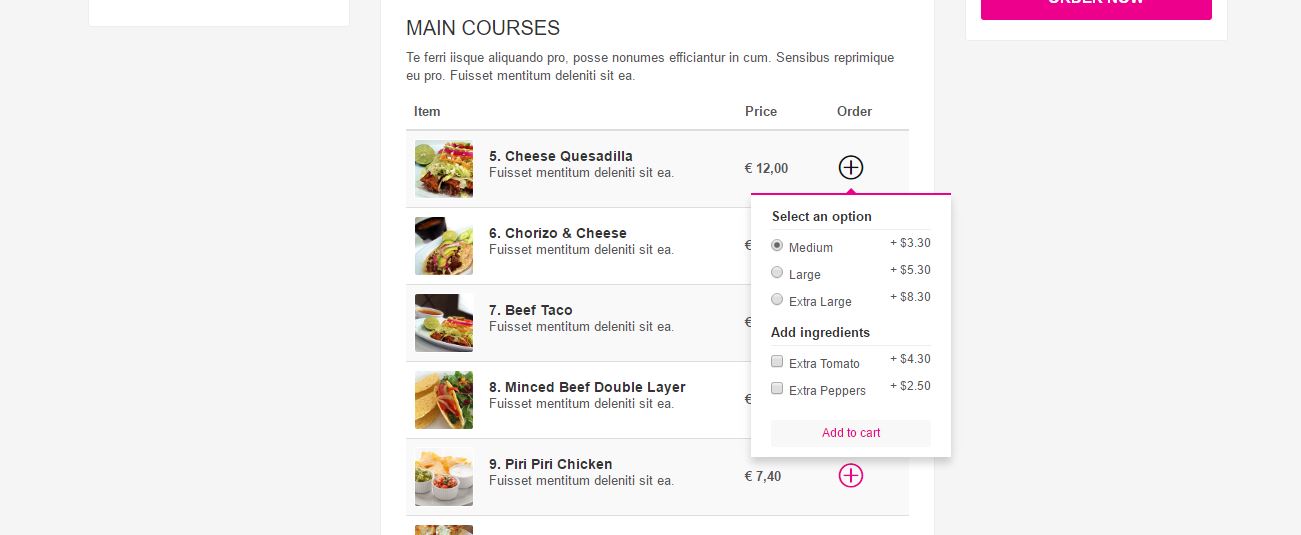 ORDER NOW
MAIN COURSES
Te ferri iisque aliquando pro, posse nonumes efficiantur in cum. Sensibus reprimique
eu pro. Fuisset mentitum deleniti sit ea.
Item Price Order
5. Cheese Quesadilla
Fuisset mentitum deleniti sit ea.
€ 12,00
6. Chorizo & Cheese
Fuisset mentitum deleniti sit ea.
€
7. Beef Taco
Fuisset mentitum deleniti sit ea.
€
8. Minced Beef Double Layer
Fuisset mentitum deleniti sit ea.
€
9. Piri Piri Chicken
Fuisset mentitum deleniti sit ea.
€ 7,40
Select an option
Medium + $3.30
Large + $5.30
Extra Large + $8.30
Add ingredients
Extra Tomato + $4.30
Extra Peppers + $2.50
Add to cart